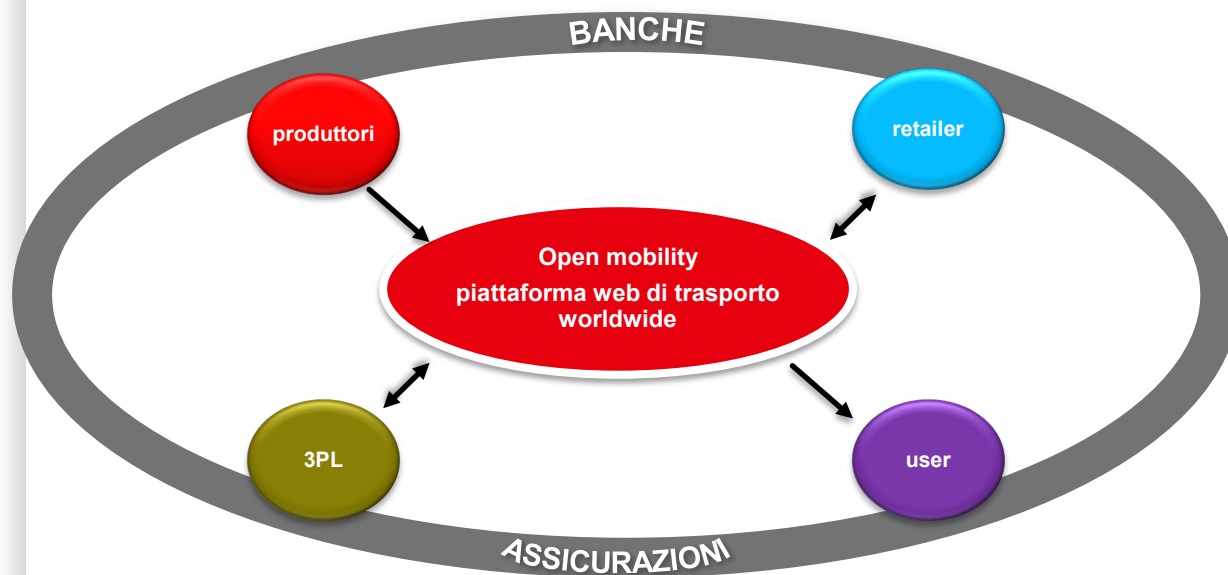 BANCHE
produttori
retailer
Open mobility
piattaforma web di trasporto
worldwide
3PL
user
ASSICURAZIONI